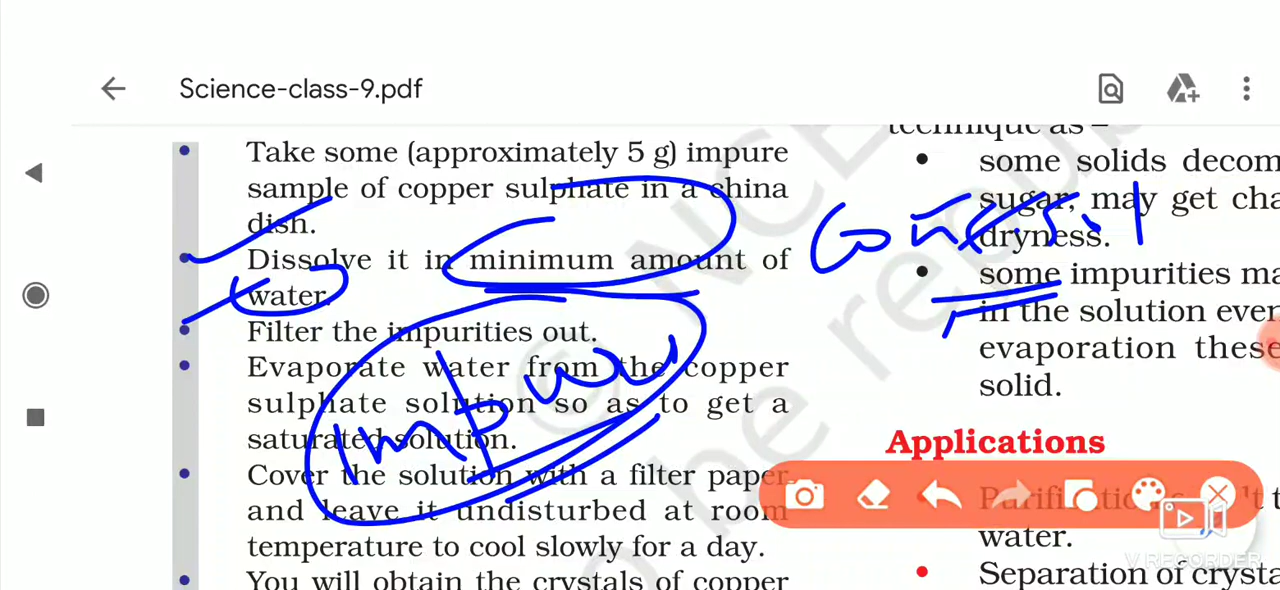 Science-class-9.pdf
Take some (approximately 5 g) impure
sample of copper sulphate in a china
dish.
Dissolve it in minimum amount of
water.
Filter the impurities out.
Evaporate water from the copper
sulphate solution so as to get a
saturated solution.
Cover the solution with a filter paper
and leave it undisturbed at room
temperature to cool slowly for a day.
You will obtain the crystals of copper
technique as –
some solids decom
sugar, may get cha
dryness.
some impurities ma
in the solution even
evaporation these
solid.
Applications
water.
Separation of crysta
V RECORDER